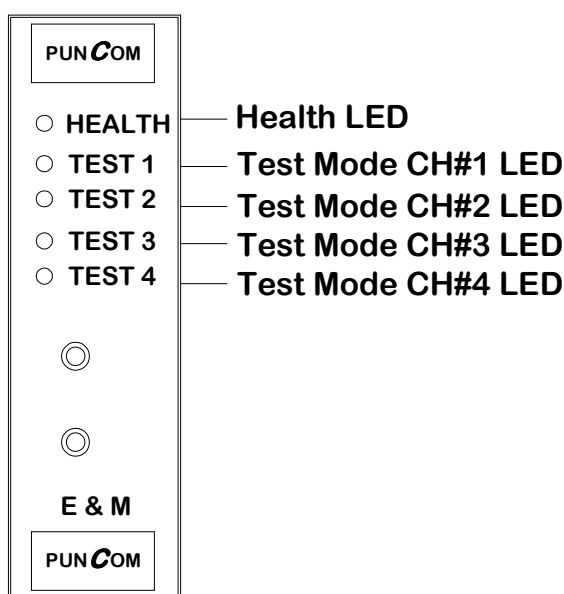 PUNCOM
HEALTH Health LED
TEST 1 Test Mode CH#1 LED
TEST 2 Test Mode CH#2 LED
TEST 3 Test Mode CH#3 LED
TEST 4 Test Mode CH#4 LED
E & M
PUNCOM